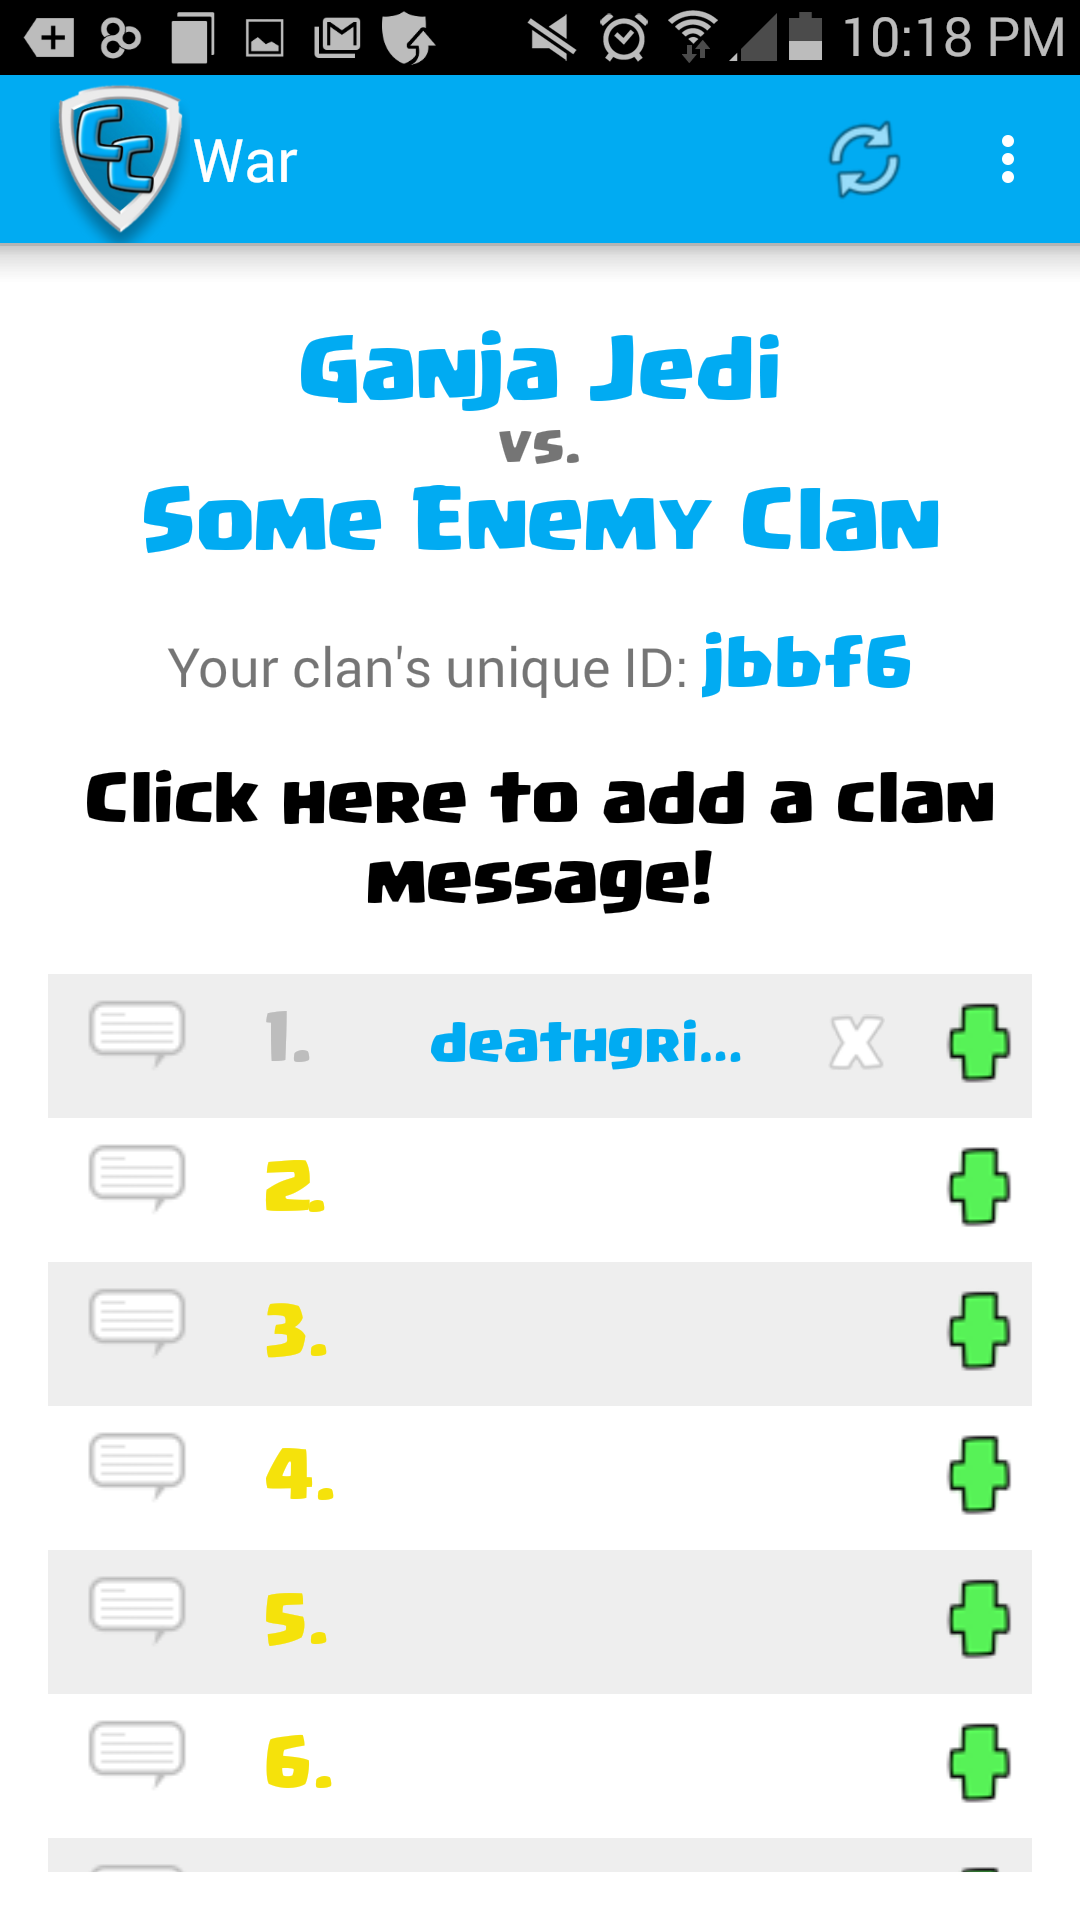 10:18 PM
CC War
Ganja Jedi
vs.
Some Enemy Clan
Your clan's unique ID: jbbf6
Click here to add a clan
message!
1. deathgri... X
2.
3.
4.
5.
6.